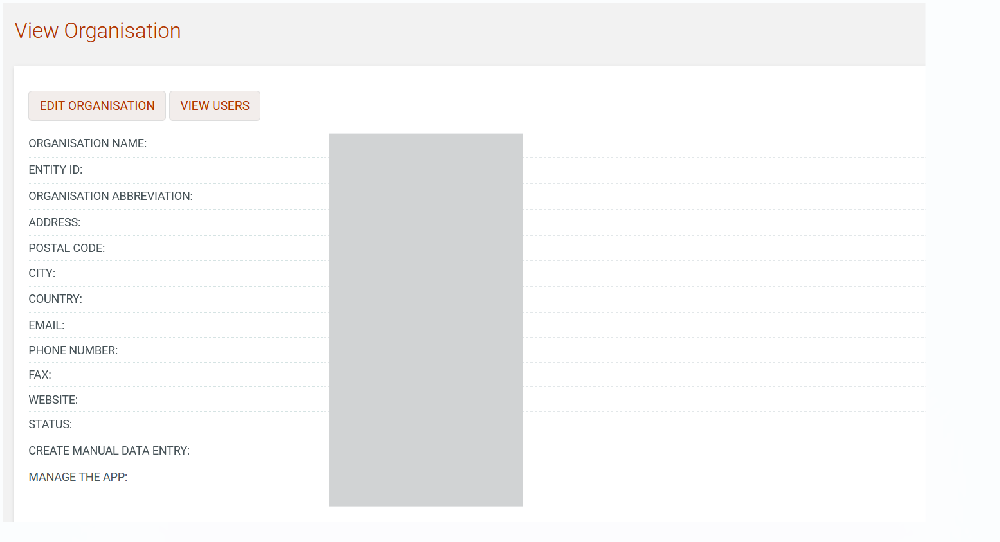 View Organisation
EDIT ORGANISATION VIEW USERS
ORGANISATION NAME:
ENTITY ID:
ORGANISATION ABBREVIATION:
ADDRESS:
POSTAL CODE:
CITY:
COUNTRY:
EMAIL:
PHONE NUMBER:
FAX:
WEBSITE:
STATUS:
CREATE MANUAL DATA ENTRY:
MANAGE THE APP: